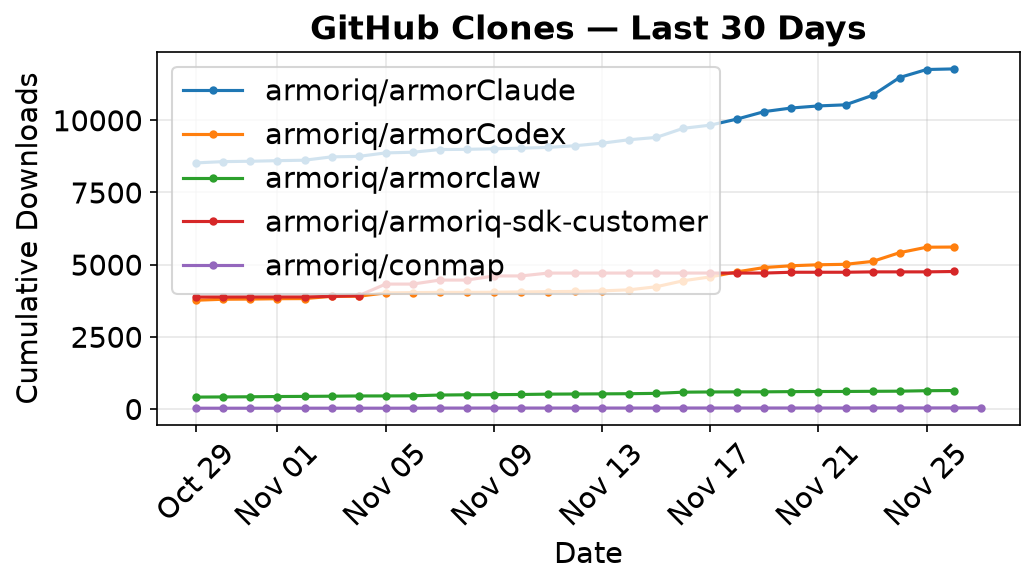 GitHub Clones — Last 30 Days
Cumulative Downloads
10000
7500
5000
2500
0
armoriq/armorClaude
armoriq/armorCodex
armoriq/armorclaw
armoriq/armoriq-sdk-customer
armoriq/conmap
Oct 29
Nov 01
Nov 05
Nov 09
Nov 13
Nov 17
Nov 21
Nov 25
Date